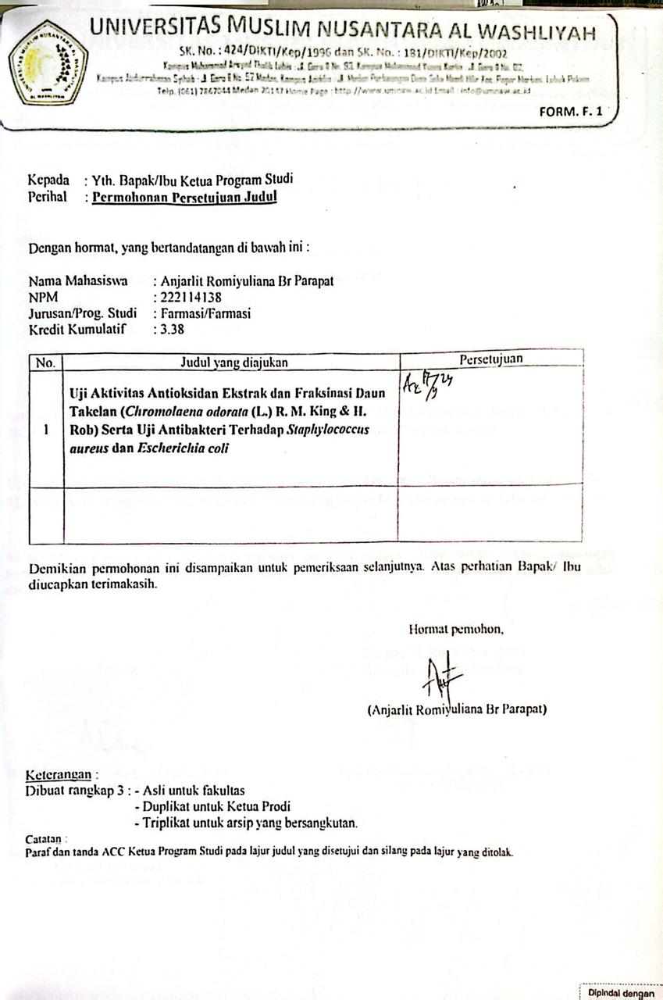 UNIVERSITAS MUSLIM NUSANTARA AL WASHLIYAH
SK. No. : 424/DIKTI/Kep/1996 dan SK. No. : 181/DIKTI/Kep/2002
Kampus Muhammad Arsyad Thalib Lubis : Jl. Garu II No. 93, Kampus Muhammad Yunus Karim : Jl. Garu II No. 02,
Kampus Abdurrahman Syihab : Jl. Garu II No. 52 Medan, Kampus : Jl. Medan Perbaungan Desa Suka Mandi Hilir Kec. Pagar Merbau, Lubuk Pakam
Telp. (061) 7867044 Medan 20147 Home Page : http://www.umnaw.ac.id Email : info@umnaw.ac.id
FORM. F. 1
Kepada : Yth. Bapak/Ibu Ketua Program Studi
Perihal : Permohonan Persetujuan Judul
Dengan hormat, yang bertandatangan di bawah ini :
Nama Mahasiswa : Anjarlit Romiyuliana Br Parapat
NPM : 222114138
Jurusan/Prog. Studi : Farmasi/Farmasi
Kredit Kumulatif : 3.38
No. Judul yang diajukan Persetujuan
Uji Aktivitas Antioksidan Ekstrak dan Fraksinasi Daun
Takelan (Chromolaena odorata (L.) R. M. King & H.
1 Rob) Serta Uji Antibakteri Terhadap Staphylococcus
aureus dan Escherichia coli
Demikian permohonan ini disampaikan untuk pemeriksaan selanjutnya. Atas perhatian Bapak/ Ibu
diucapkan terimakasih.
Hormat pemohon,
(Anjarlit Romiyuliana Br Parapat)
Keterangan :
Dibuat rangkap 3 : - Asli untuk fakultas
- Duplikat untuk Ketua Prodi
- Triplikat untuk arsip yang bersangkutan.
Catatan :
Paraf dan tanda ACC Ketua Program Studi pada lajur judul yang disetujui dan silang pada lajur yang ditolak.
Dipindai dengan